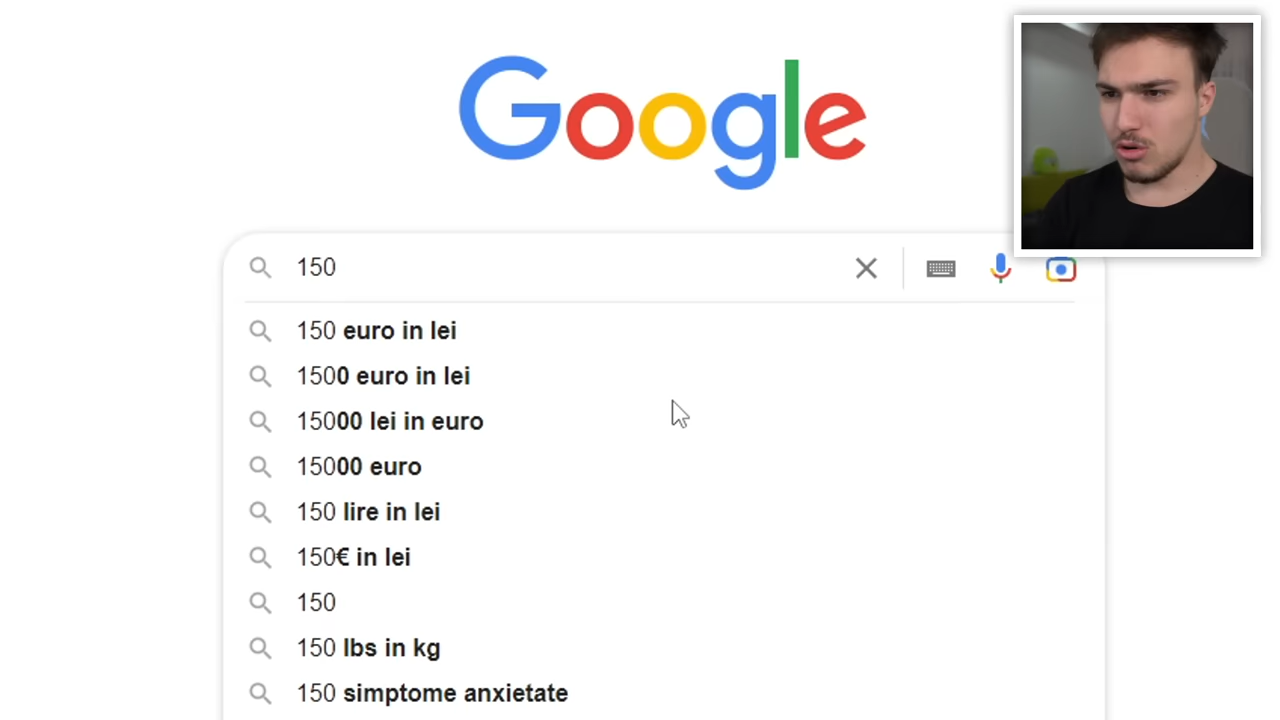 Google
150
150 euro in lei
1500 euro in lei
15000 lei in euro
15000 euro
150 lire in lei
150€ in lei
150
150 lbs in kg
150 simptome anxietate